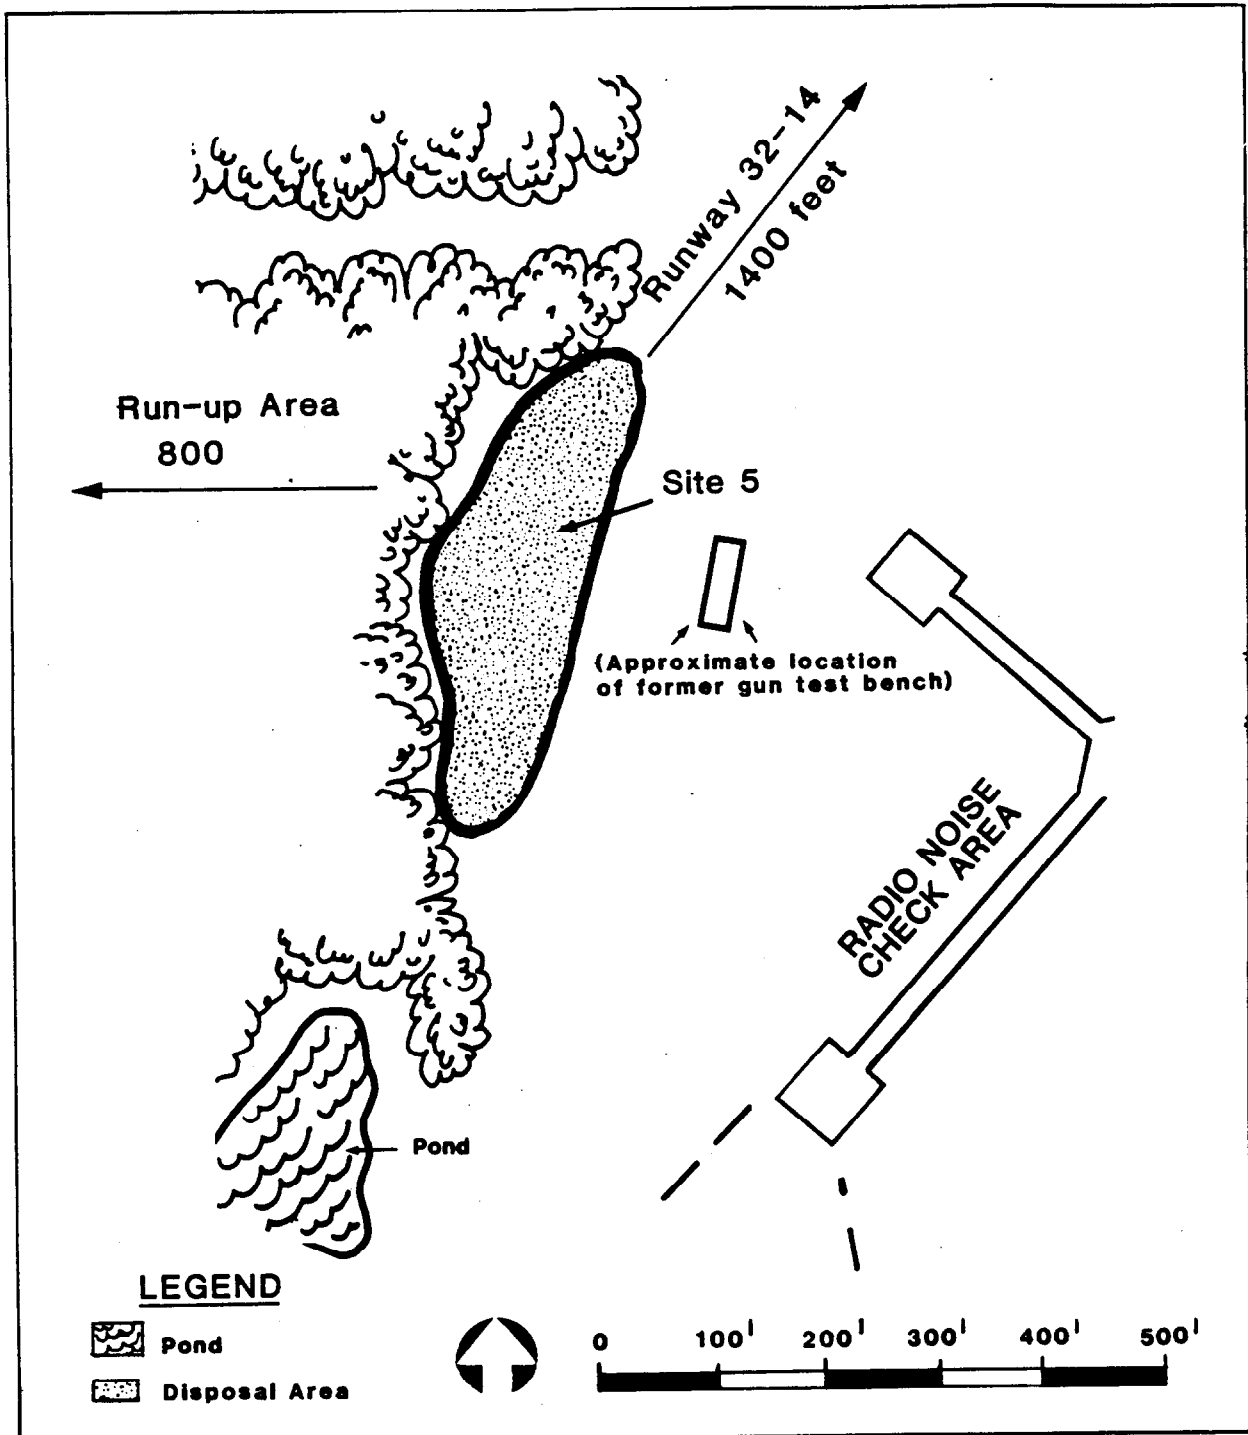 Runway 32-14
1400 feet
Run-up Area
800
Site 5
(Approximate location
of former gun test bench)
RADIO NOISE
CHECK AREA
Pond
LEGEND
Pond
Disposal Area
0 100' 200' 300' 400' 500'